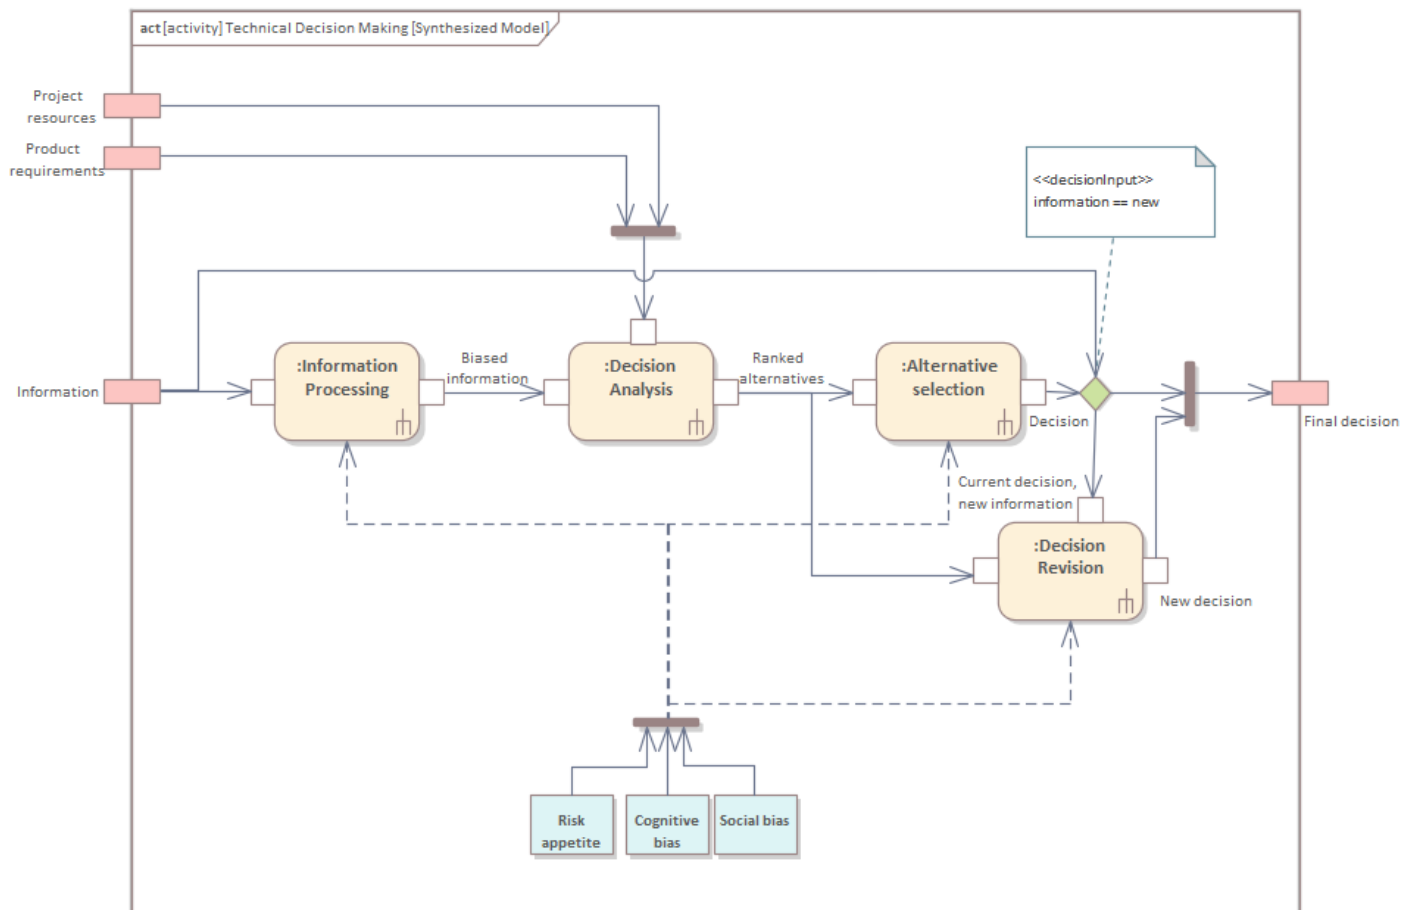 act [activity] Technical Decision Making [Synthesized Model]
Project
resources
Product
requirements
<<decisionInput>>
information == new
Information
:Information
Processing
Biased
information
:Decision
Analysis
Ranked
alternatives
:Alternative
selection
Decision
Final decision
Current decision,
new information
:Decision
Revision
New decision
Risk
appetite
Cognitive
bias
Social bias